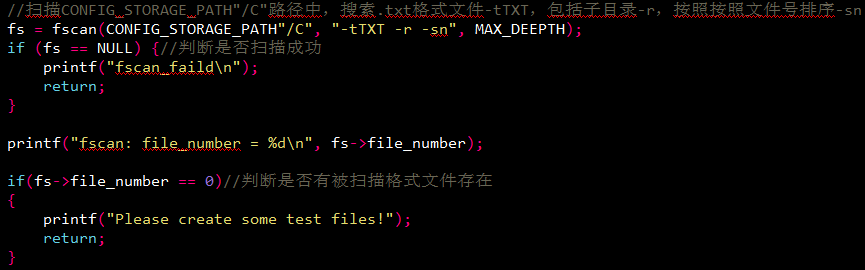 //扫描CONFIG_STORAGE_PATH"/C"路径中，搜索.txt格式文件-tTXT，包括子目录-r，按照按照文件号排序-sn
fs = fscan(CONFIG_STORAGE_PATH"/C", "-tTXT -r -sn", MAX_DEEPTH);
if (fs == NULL) {//判断是否扫描成功
    printf("fscan_faild\n");
    return;
}

printf("fscan: file_number = %d\n", fs->file_number);

if(fs->file_number == 0)//判断是否有被扫描格式文件存在
{
    printf("Please create some test files!");
    return;
}